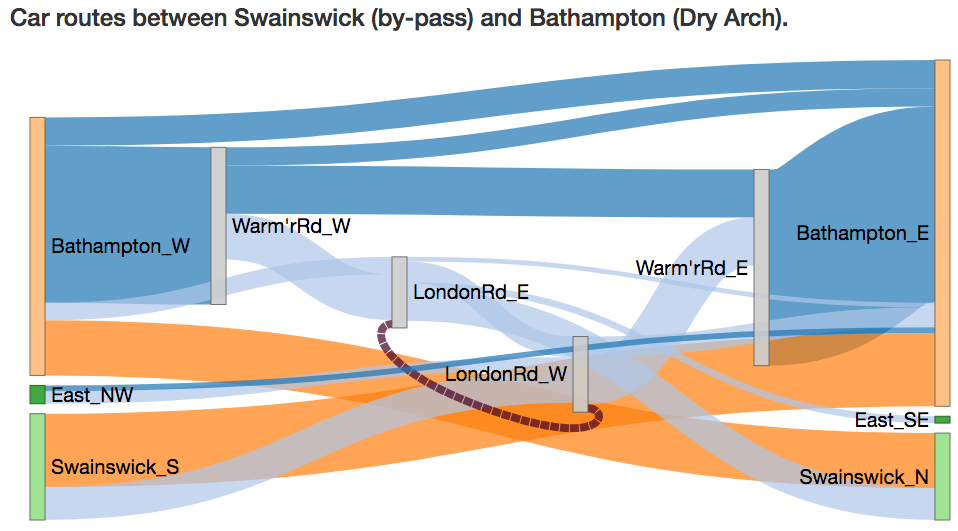 Car routes between Swainswick (by-pass) and Bathampton (Dry Arch).
Warm'rRd_W
Bathampton_W
Bathampton_E
Warm'rRd_E
LondonRd_E
LondonRd_W
East_NW
East_SE
Swainswick_S
Swainswick_N